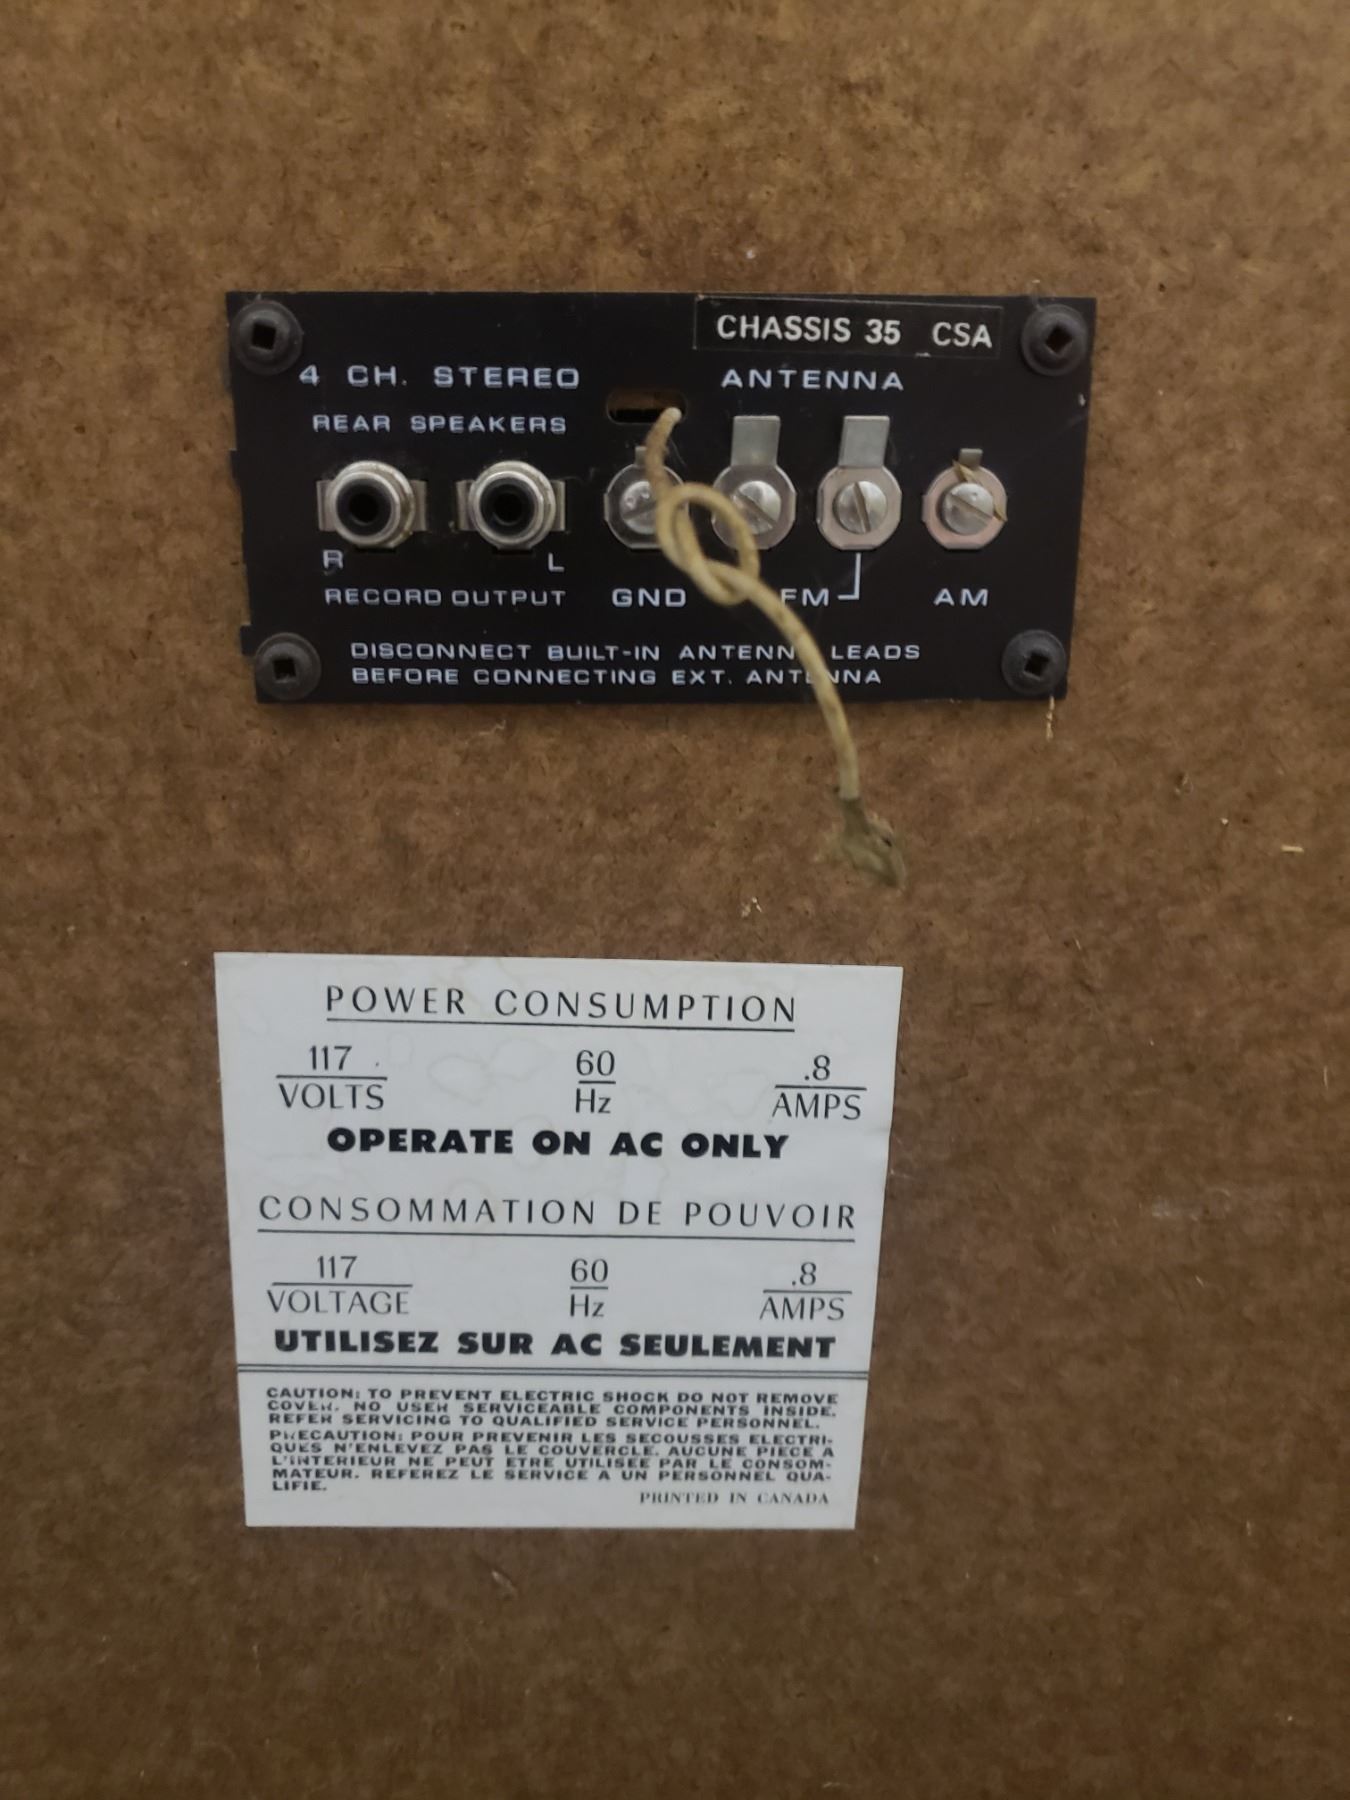 CHASSIS 35 CSA
4 CH. STEREO
ANTENNA
REAR SPEAKERS
R
L
RECORD OUTPUT
GND
FM
AM
DISCONNECT BUILT-IN ANTENN LEADS
BEFORE CONNECTING EXT. ANTENNA
POWER CONSUMPTION
117 60 .8
VOLTS Hz AMPS
OPERATE ON AC ONLY
CONSOMMATION DE POUVOIR
117 60 .8
VOLTAGE Hz AMPS
UTILISEZ SUR AC SEULEMENT
CAUTION: TO PREVENT ELECTRIC SHOCK DO NOT REMOVE
COVER. NO USER SERVICEABLE COMPONENTS INSIDE.
REFER SERVICING TO QUALIFIED SERVICE PERSONNEL.
PRECAUTION: POUR PREVENIR LES SECOUSSES ELECTRI-
QUES N'ENLEVEZ PAS LE COUVERCLE. AUCUNE PIECE A
L'INTERIEUR NE PEUT ETRE UTILISEE PAR LE CONSOM-
MATEUR. REFEREZ LE SERVICE A UN PERSONNEL QUA-
LIFIE.
PRINTED IN CANADA